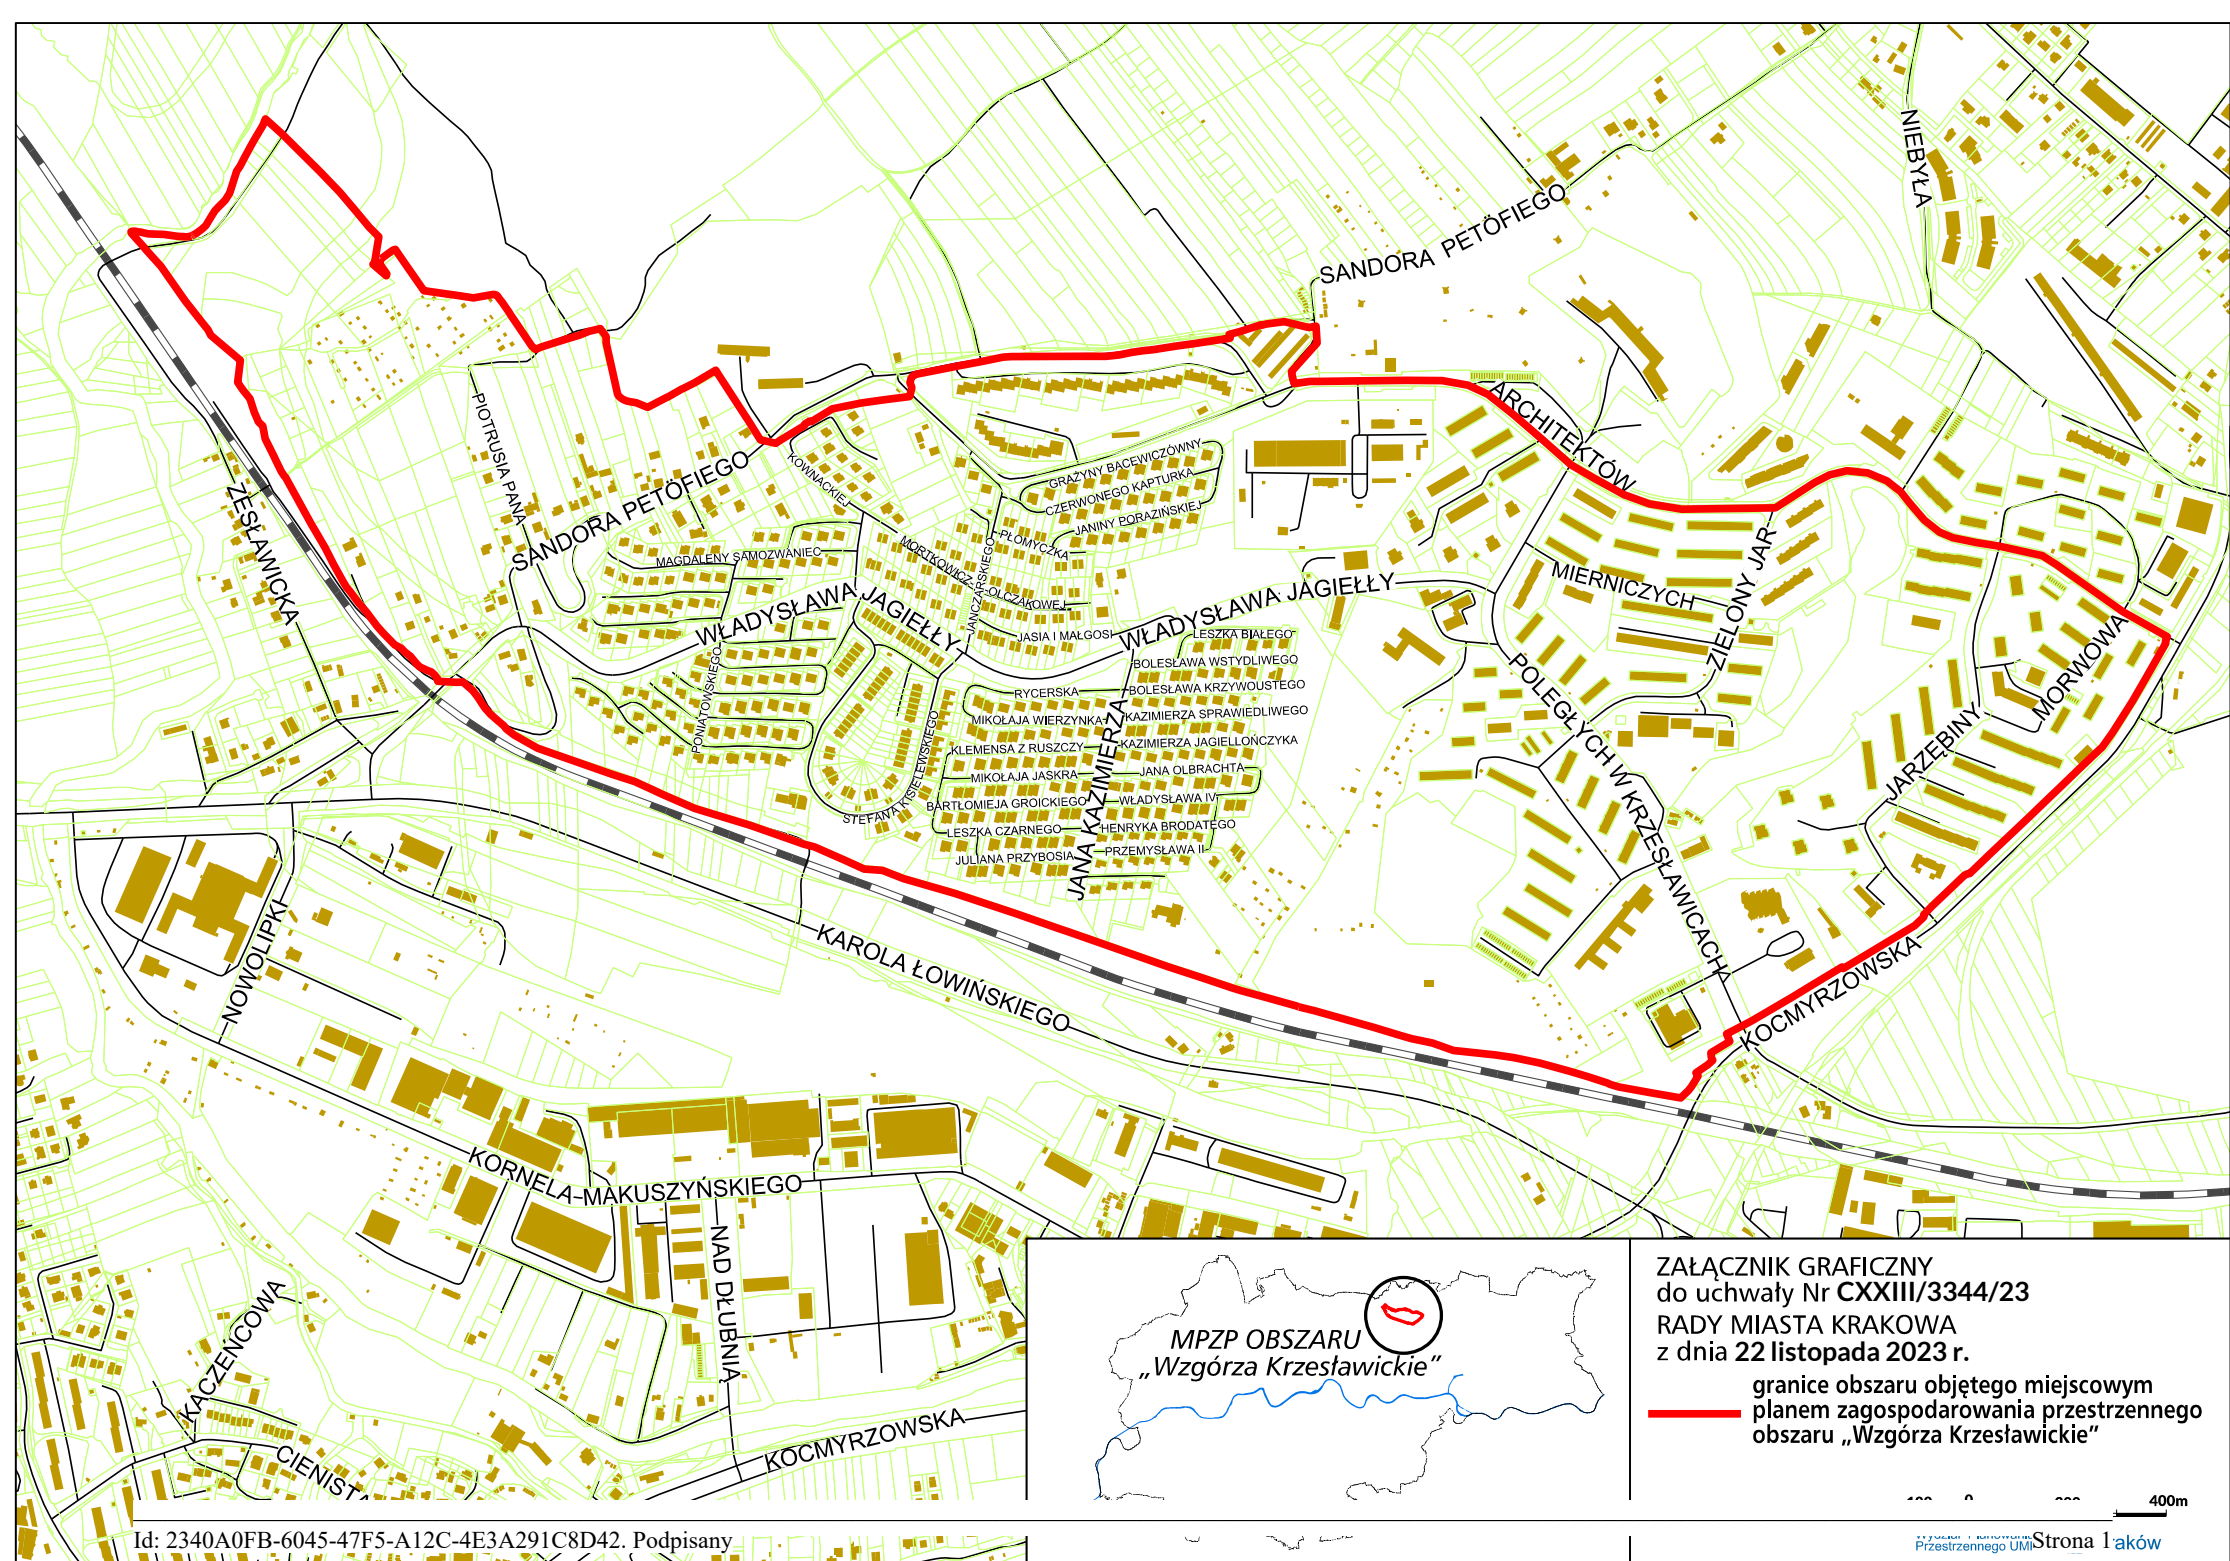 NIEBYŁA
SANDORA PETÖFIEGO
ARCHITEKTÓW
PIOTRUSIA PANA
KOWNACKIEJ
GRAŻYNY BACEWICZÓWNY
CZERWONEGO KAPTURKA
JANINY PORAZIŃSKIEJ
SANDORA PETÖFIEGO
ZESŁAWICKA
MAGDALENY SAMOZWANIEC
MORTKOWICZ-OLCZAKOWEJ
PŁOMYCZKA
JANCZARSKIEGO
MIERNICZYCH
ZIELONY JAR
WŁADYSŁAWA JAGIEŁŁY
WŁADYSŁAWA JAGIEŁŁY
JASIA I MAŁGOSI
LESZKA BIAŁEGO
BOLESŁAWA WSTYDLIWEGO
MORWOWA
PONIATOWSKIEGO
RYCERSKA
BOLESŁAWA KRZYWOUSTEGO
MIKOŁAJA WIERZYNKA
KAZIMIERZA SPRAWIEDLIWEGO
POLEGŁYCH W KRZESŁAWICACH
KLEMENSA Z RUSZCZY
KAZIMIERZA JAGIELLOŃCZYKA
JARZĘBINY
STEFANA KISIELEWSKIEGO
MIKOŁAJA JASKRA
JANA OLBRACHTA
JANA KAZIMIERZA
BARTŁOMIEJA GROICKIEGO
WŁADYSŁAWA IV
LESZKA CZARNEGO
HENRYKA BRODATEGO
JULIANA PRZYBOSIA
PRZEMYSŁAWA II
NOWOLIPKI
KAROLA ŁOWIŃSKIEGO
KOCMYRZOWSKA
KORNELA MAKUSZYŃSKIEGO
NAD DŁUBNIĄ
KACZEŃCOWA
KOCMYRZOWSKA
CIENISTA
MPZP OBSZARU
„Wzgórza Krzesławickie”
ZAŁĄCZNIK GRAFICZNY
do uchwały Nr CXXIII/3344/23
RADY MIASTA KRAKOWA
z dnia 22 listopada 2023 r.
granice obszaru objętego miejscowym
planem zagospodarowania przestrzennego
obszaru „Wzgórza Krzesławickie”
400m
Id: 2340A0FB-6045-47F5-A12C-4E3A291C8D42. Podpisany
Strona 1
Przestrzennego UM
aków